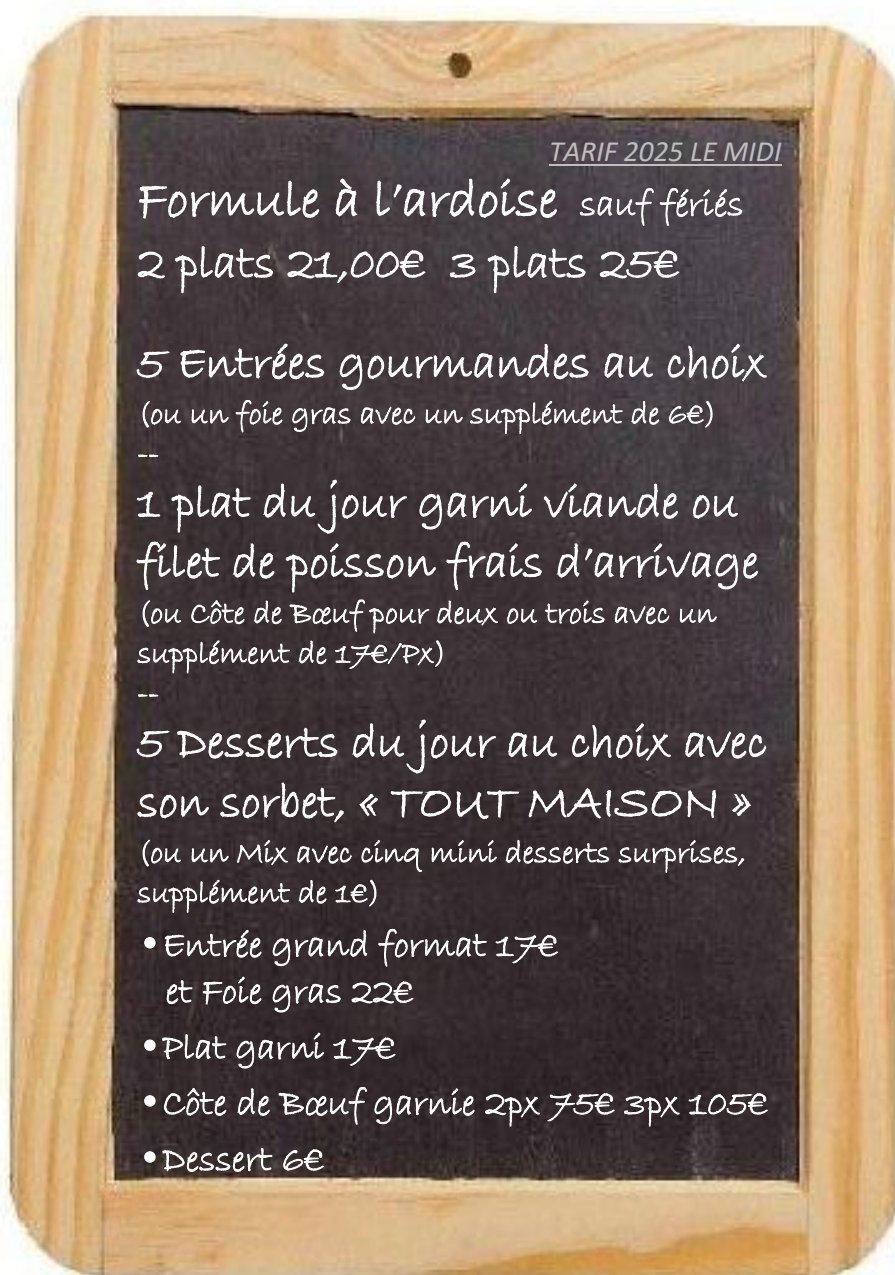 TARIF 2025 LE MIDI
Formule à l'ardoise sauf fériés
2 plats 21,00€ 3 plats 25€
5 Entrées gourmandes au choix
(ou un foie gras avec un supplément de 6€)
--
1 plat du jour garni viande ou
filet de poisson frais d'arrivage
(ou Côte de Bœuf pour deux ou trois avec un
supplément de 17€/Px)
--
5 Desserts du jour au choix avec
son sorbet, « TOUT MAISON »
(ou un Mix avec cinq mini desserts surprises,
supplément de 1€)
• Entrée grand format 17€
et Foie gras 22€
• Plat garni 17€
• Côte de Bœuf garnie 2px 75€ 3px 105€
• Dessert 6€